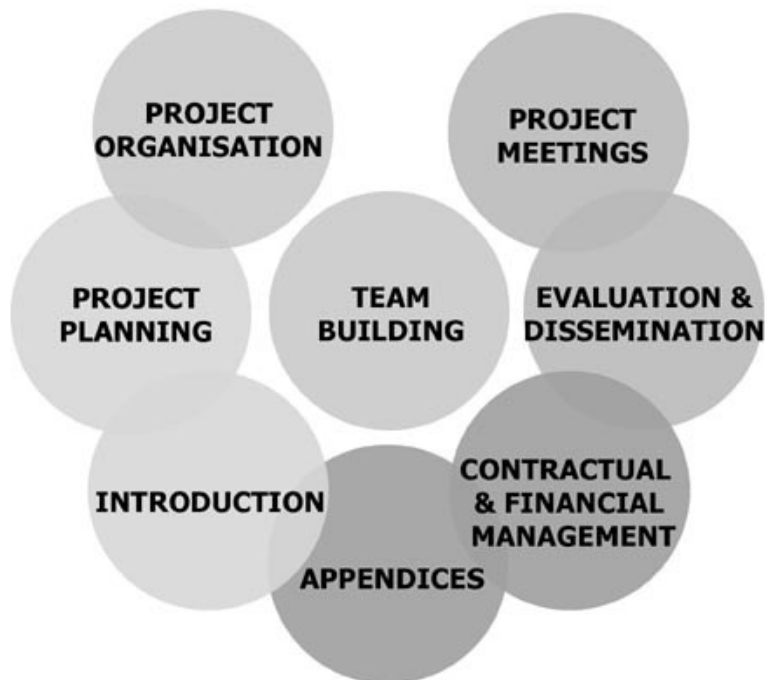 PROJECT
ORGANISATION
PROJECT
MEETINGS
PROJECT
PLANNING
TEAM
BUILDING
EVALUATION &
DISSEMINATION
INTRODUCTION
CONTRACTUAL
& FINANCIAL
MANAGEMENT
APPENDICES